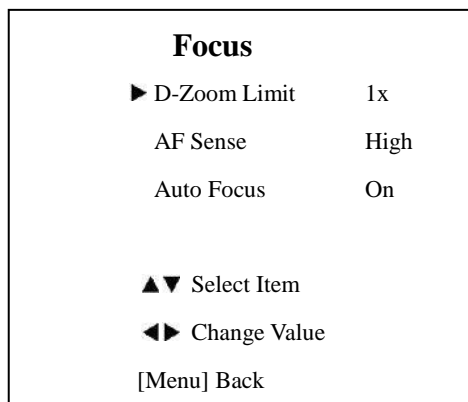 Focus
▶ D-Zoom Limit 1x
AF Sense High
Auto Focus On
▲▼ Select Item
◀▶ Change Value
[Menu] Back